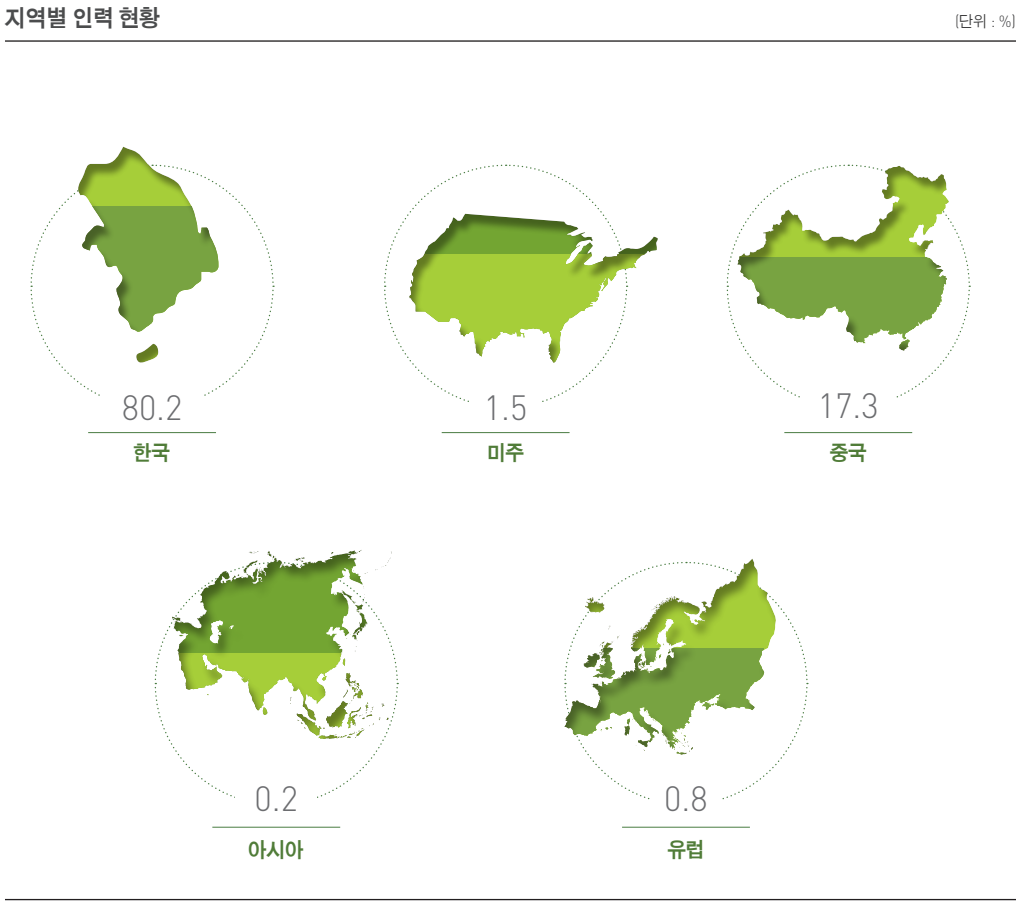 지역별 인력 현황
(단위 : %)
80.2
한국
1.5
미주
17.3
중국
0.2
아시아
0.8
유럽